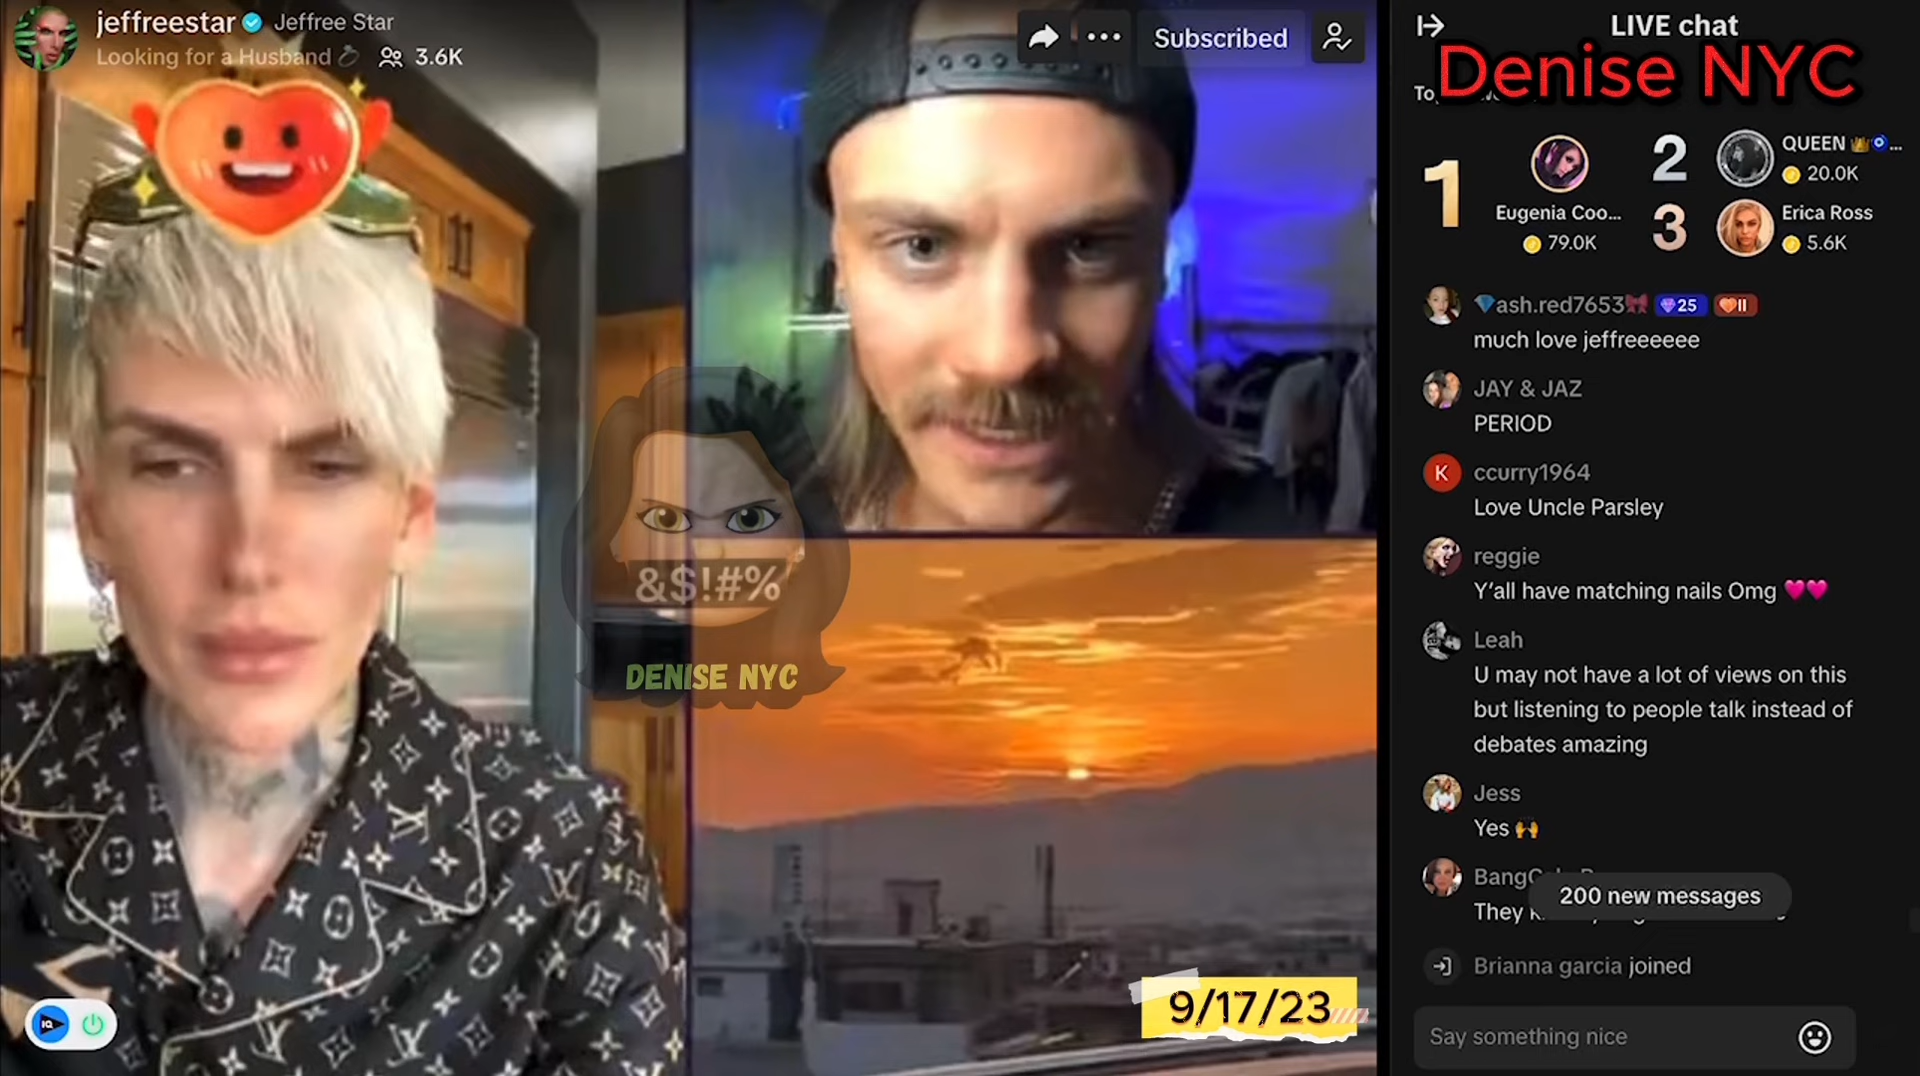 jeffreestar Jeffree Star
Looking for a Husband 3.6K
Subscribed
LIVE chat
Denise NYC
1
Eugenia Coo...
79.0K
2
QUEEN ...
20.0K
3
Erica Ross
5.6K
ash.red7653 25 II
much love jeffreeeeee
JAY & JAZ
PERIOD
K ccurry1964
Love Uncle Parsley
reggie
Y'all have matching nails Omg
Leah
U may not have a lot of views on this
but listening to people talk instead of
debates amazing
Jess
Yes
200 new messages
They
Brianna garcia joined
Say something nice
&$!#%
DENISE NYC
9/17/23
IQ